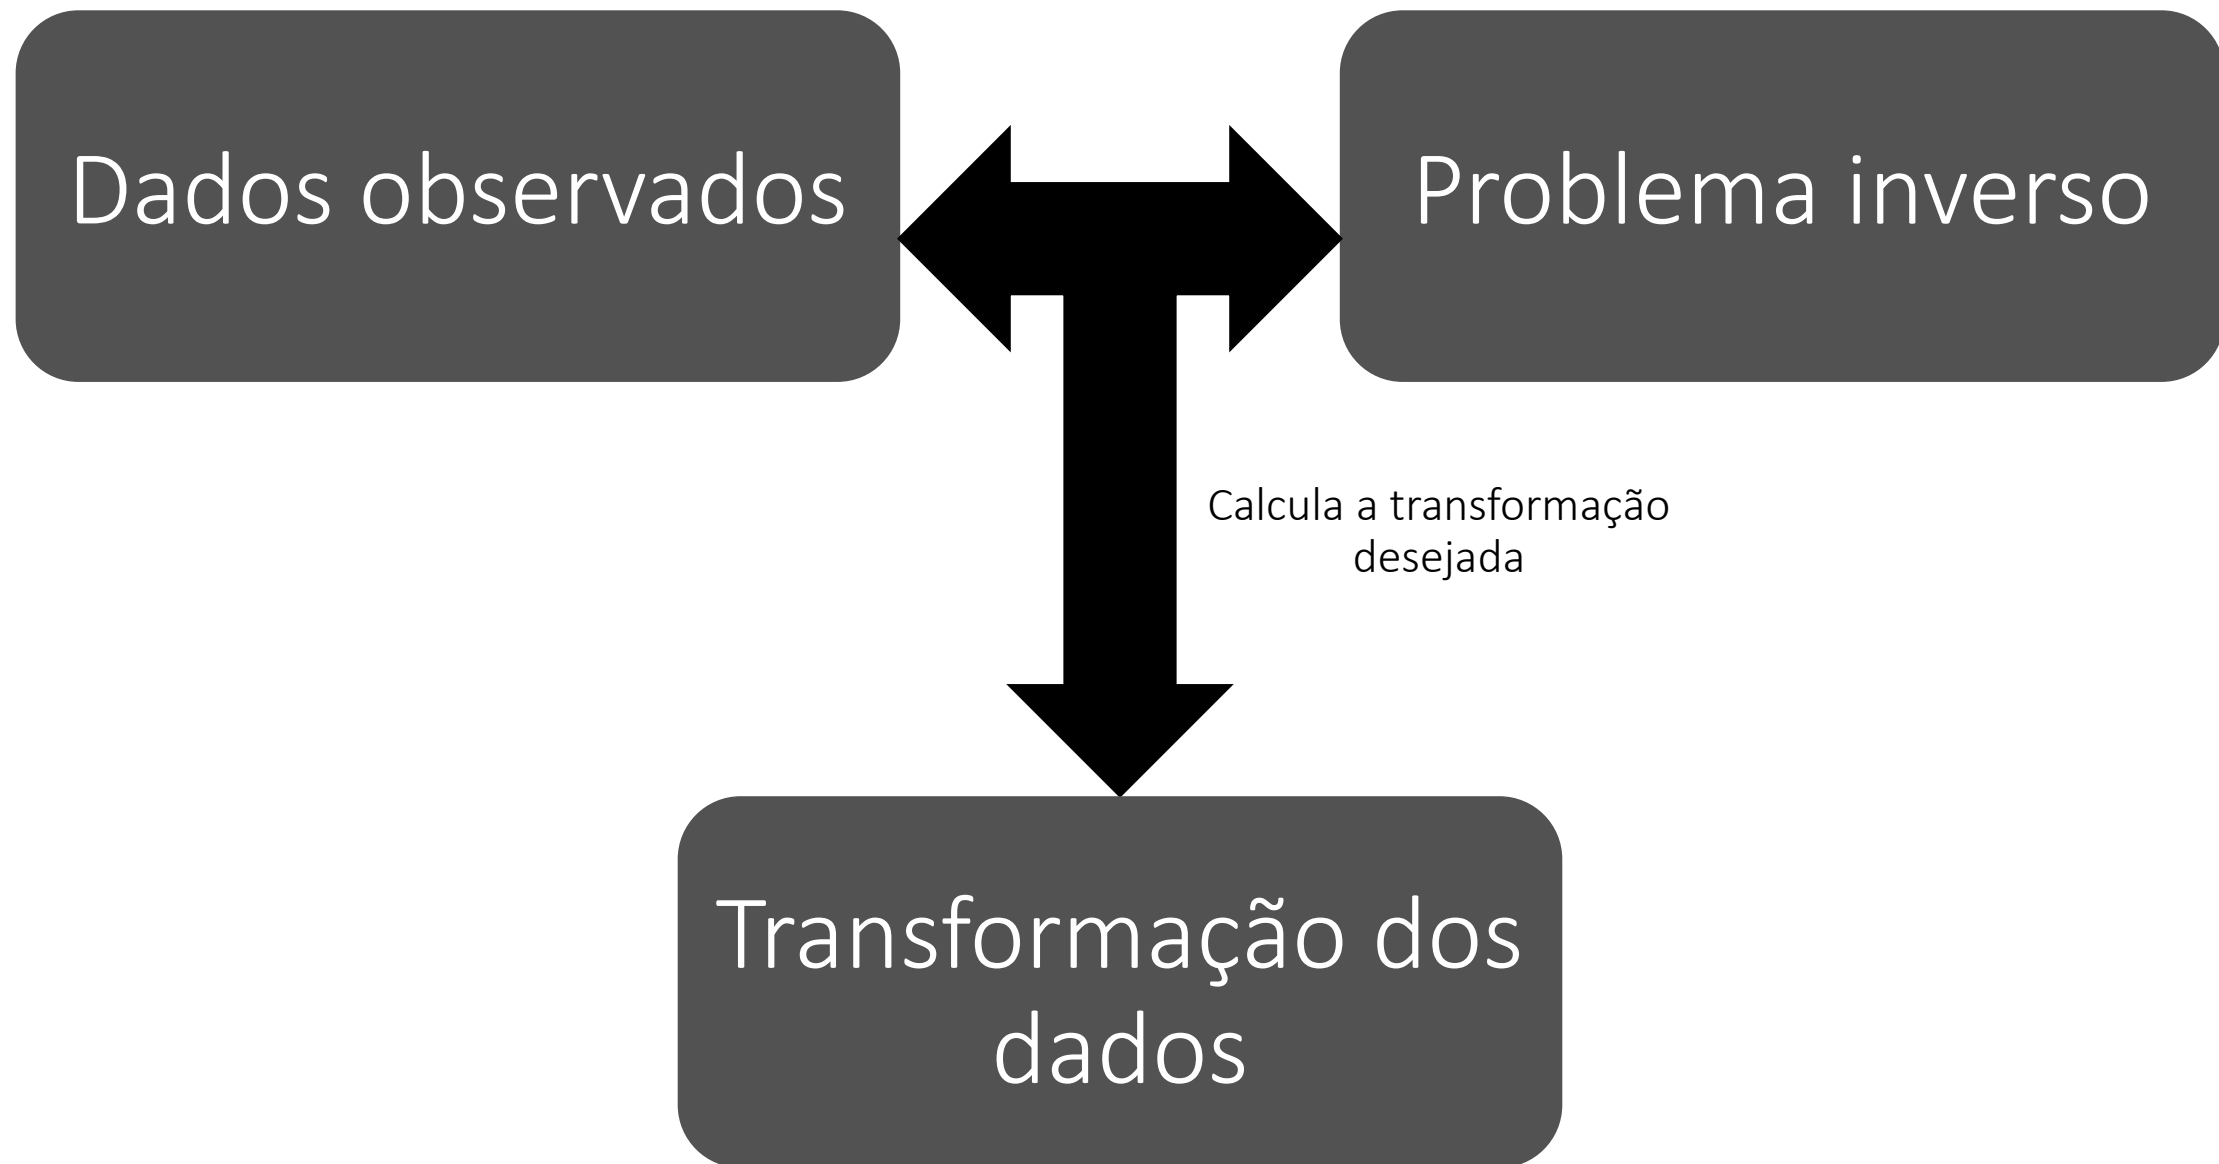 Dados observados
Problema inverso
Calcula a transformação
desejada
Transformação dos
dados